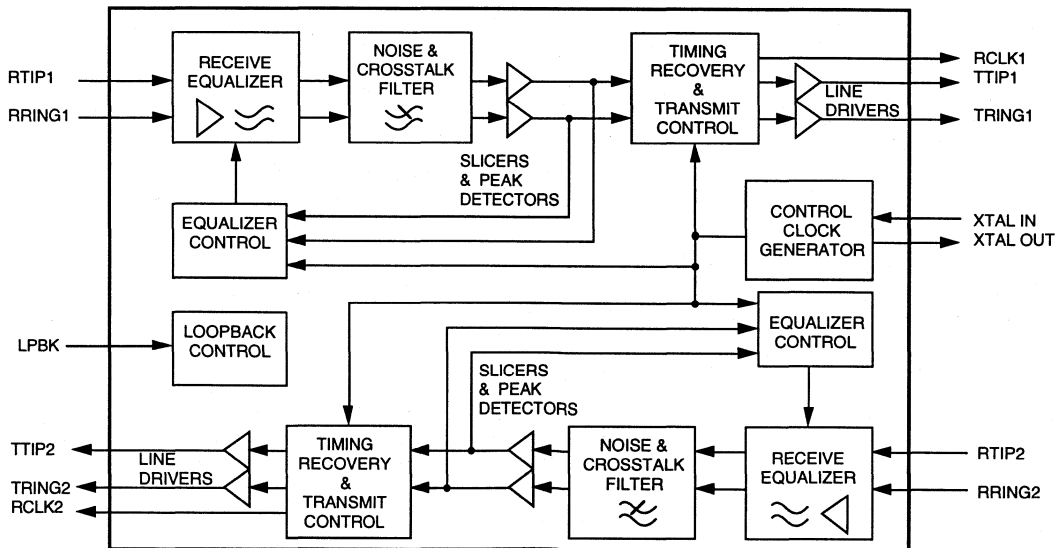 RTIP1
RRING1
RECEIVE
EQUALIZER
NOISE &
CROSSTALK
FILTER
SLICERS
& PEAK
DETECTORS
TIMING
RECOVERY
&
TRANSMIT
CONTROL
LINE
DRIVERS
RCLK1
TTIP1
TRING1
EQUALIZER
CONTROL
CONTROL
CLOCK
GENERATOR
XTAL IN
XTAL OUT
LPBK
LOOPBACK
CONTROL
EQUALIZER
CONTROL
SLICERS
& PEAK
DETECTORS
TTIP2
TRING2
RCLK2
LINE
DRIVERS
TIMING
RECOVERY
&
TRANSMIT
CONTROL
NOISE &
CROSSTALK
FILTER
RECEIVE
EQUALIZER
RTIP2
RRING2